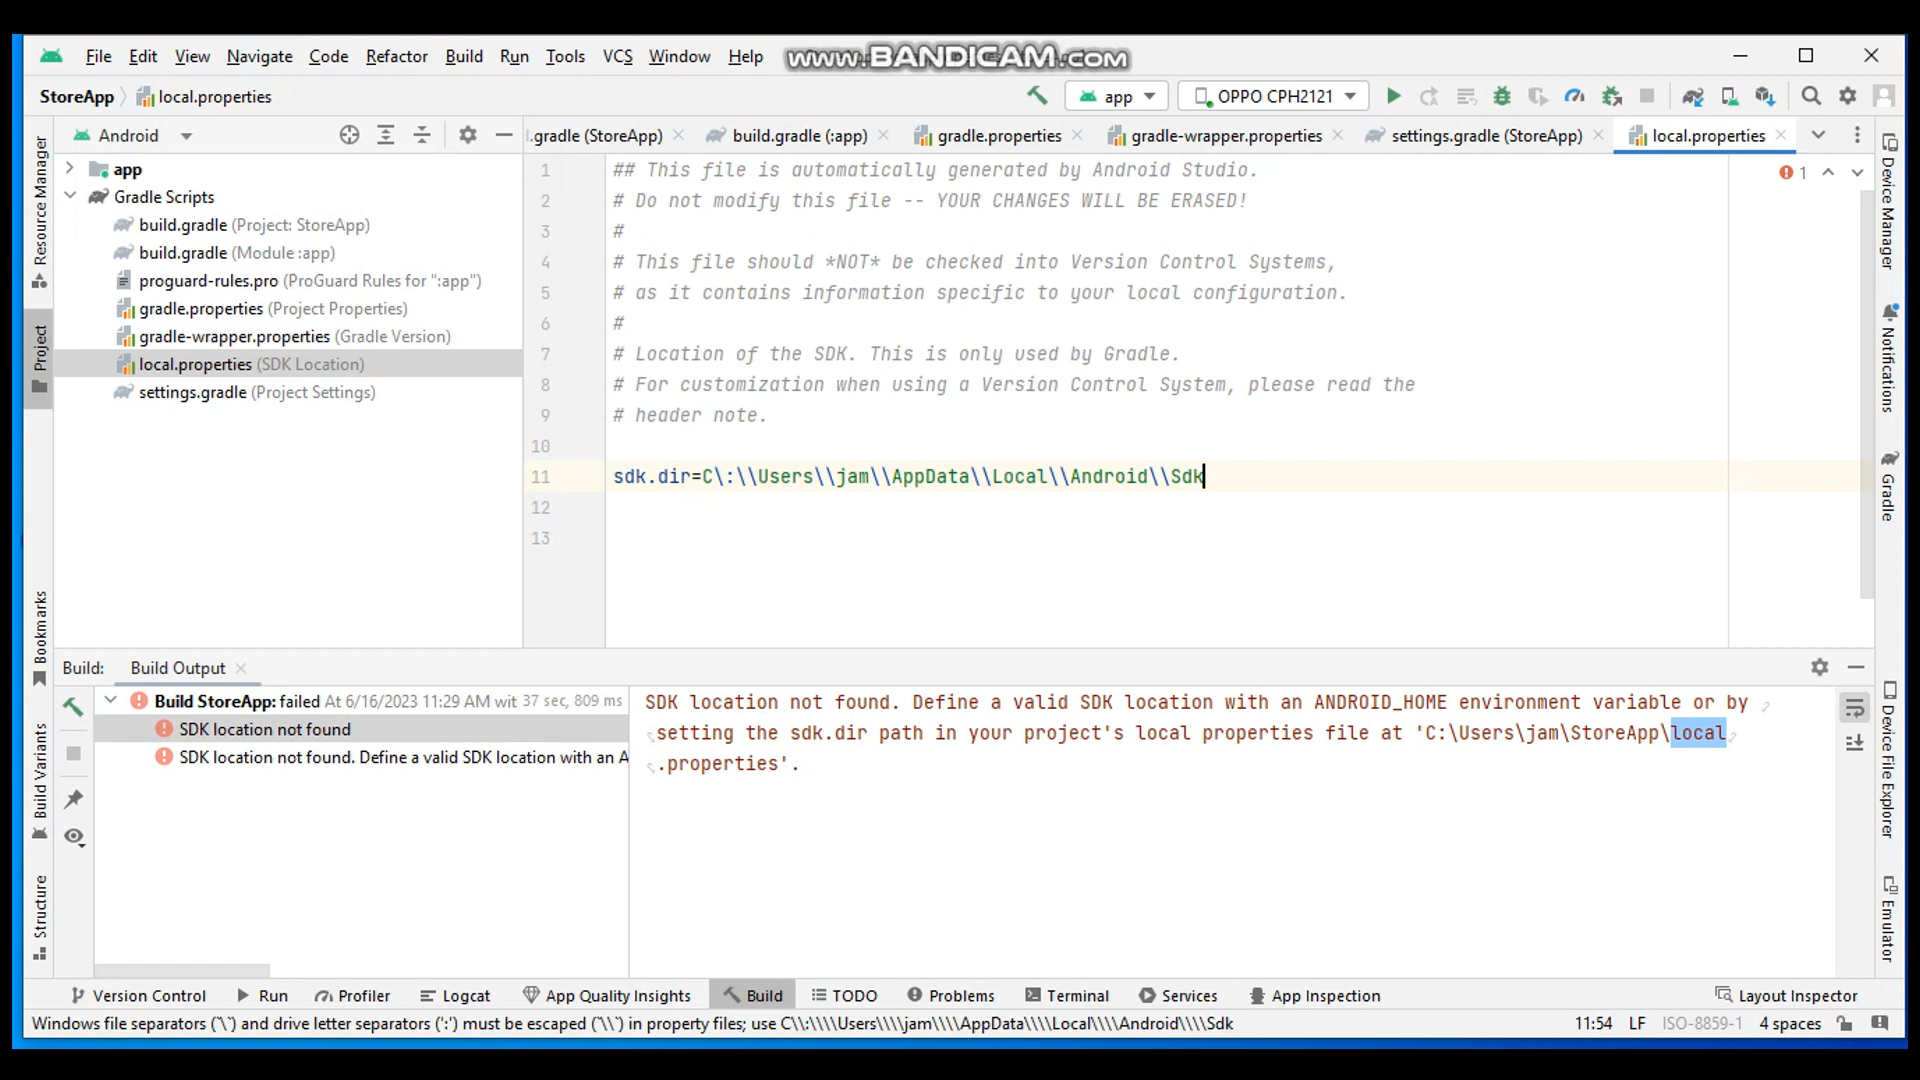 File Edit View Navigate Code Refactor Build Run Tools VCS Window Help www.BANDICAM.com
StoreApp local.properties app OPPO CPH2121
Android
.gradle (StoreApp) build.gradle (:app) gradle.properties gradle-wrapper.properties settings.gradle (StoreApp) local.properties
app
Gradle Scripts
build.gradle (Project: StoreApp)
build.gradle (Module :app)
proguard-rules.pro (ProGuard Rules for ":app")
gradle.properties (Project Properties)
gradle-wrapper.properties (Gradle Version)
local.properties (SDK Location)
settings.gradle (Project Settings)
1 ## This file is automatically generated by Android Studio.
2 # Do not modify this file -- YOUR CHANGES WILL BE ERASED!
3 #
4 # This file should *NOT* be checked into Version Control Systems,
5 # as it contains information specific to your local configuration.
6 #
7 # Location of the SDK. This is only used by Gradle.
8 # For customization when using a Version Control System, please read the
9 # header note.
10
11 sdk.dir=C\:\\Users\\jam\\AppData\\Local\\Android\\Sdk
12
13
1
Resource Manager
Project
Bookmarks
Build Variants
Structure
Device Manager
Notifications
Gradle
Device File Explorer
Emulator
Build: Build Output
Build StoreApp: failed At 6/16/2023 11:29 AM wit 37 sec, 809 ms
SDK location not found
SDK location not found. Define a valid SDK location with an A
SDK location not found. Define a valid SDK location with an ANDROID_HOME environment variable or by
setting the sdk.dir path in your project's local properties file at 'C:\Users\jam\StoreApp\local
.properties'.
Version Control Run Profiler Logcat App Quality Insights Build TODO Problems Terminal Services App Inspection Layout Inspector
Windows file separators ('\') and drive letter separators (':') must be escaped ('\\') in property files; use C\\:\\\\Users\\\\jam\\\\AppData\\\\Local\\\\Android\\\\Sdk 11:54 LF ISO-8859-1 4 spaces